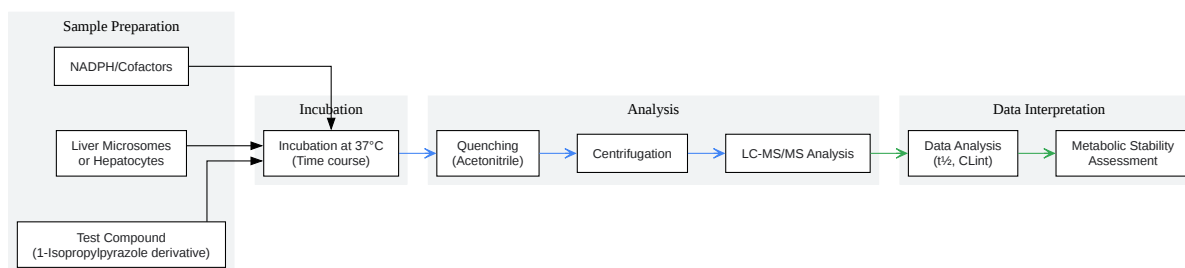 Sample Preparation
NADPH/Cofactors
Liver Microsomes
or Hepatocytes
Test Compound
(1-Isopropylpyrazole derivative)
Incubation
Incubation at 37°C
(Time course)
Analysis
Quenching
(Acetonitrile)
Centrifugation
LC-MS/MS Analysis
Data Interpretation
Data Analysis
(t½, CLint)
Metabolic Stability
Assessment